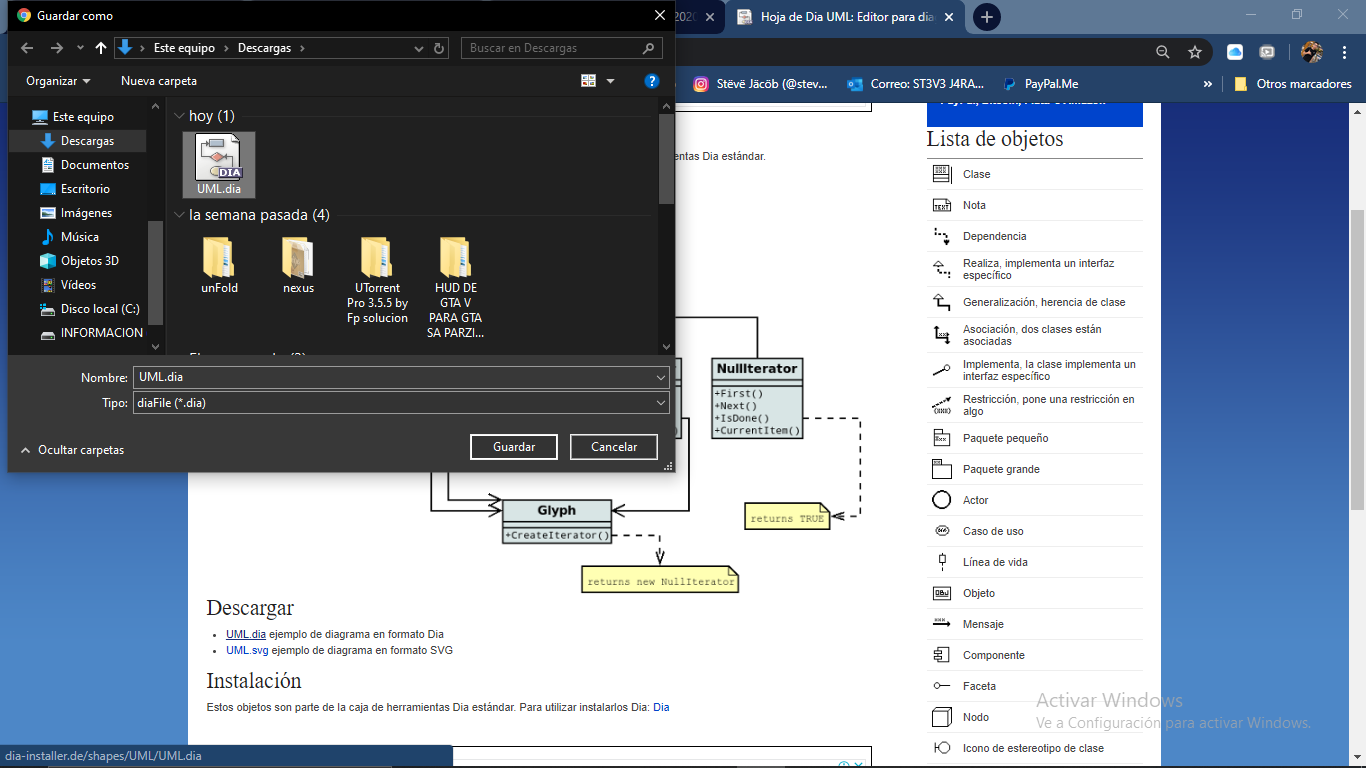 Guardar como
202
Hoja de Dia UML: Editor para dia
Este equipo
Descargas
Buscar en Descargas
Organizar
Nueva carpeta
Stëvë Jäcöb (@stev...
Correo: ST3V3 J4RA...
PayPal.Me
»
Otros marcadores
Este equipo
Descargas
Documentos
Escritorio
Imágenes
Música
Objetos 3D
Vídeos
Disco local (C:)
INFORMACION
hoy (1)
DIA
UML.dia
la semana pasada (4)
unFold
nexus
UTorrent
Pro 3.5.5 by
Fp solucion
HUD DE
GTA V
PARA GTA
SA PARZI...
Nombre:
UML.dia
Tipo:
diaFile (*.dia)
Ocultar carpetas
Guardar
Cancelar
entas Dia estándar.
NullIterator
+First()
+Next()
+IsDone()
+CurrentItem()
Glyph
+CreateIterator()
returns TRUE
returns new NullIterator
Descargar
UML.dia ejemplo de diagrama en formato Dia
UML.svg ejemplo de diagrama en formato SVG
Instalación
Estos objetos son parte de la caja de herramientas Dia estándar. Para utilizar instalarlos Dia: Dia
Lista de objetos
Clase
Nota
Dependencia
Realiza, implementa un interfaz
específico
Generalización, herencia de clase
Asociación, dos clases están
asociadas
Implementa, la clase implementa un
interfaz específico
Restricción, pone una restricción en
algo
Paquete pequeño
Paquete grande
Actor
Caso de uso
Línea de vida
Objeto
Mensaje
Componente
Faceta
Nodo
Icono de estereotipo de clase
Activar Windows
Ve a Configuración para activar Windows.
dia-installer.de/shapes/UML/UML.dia